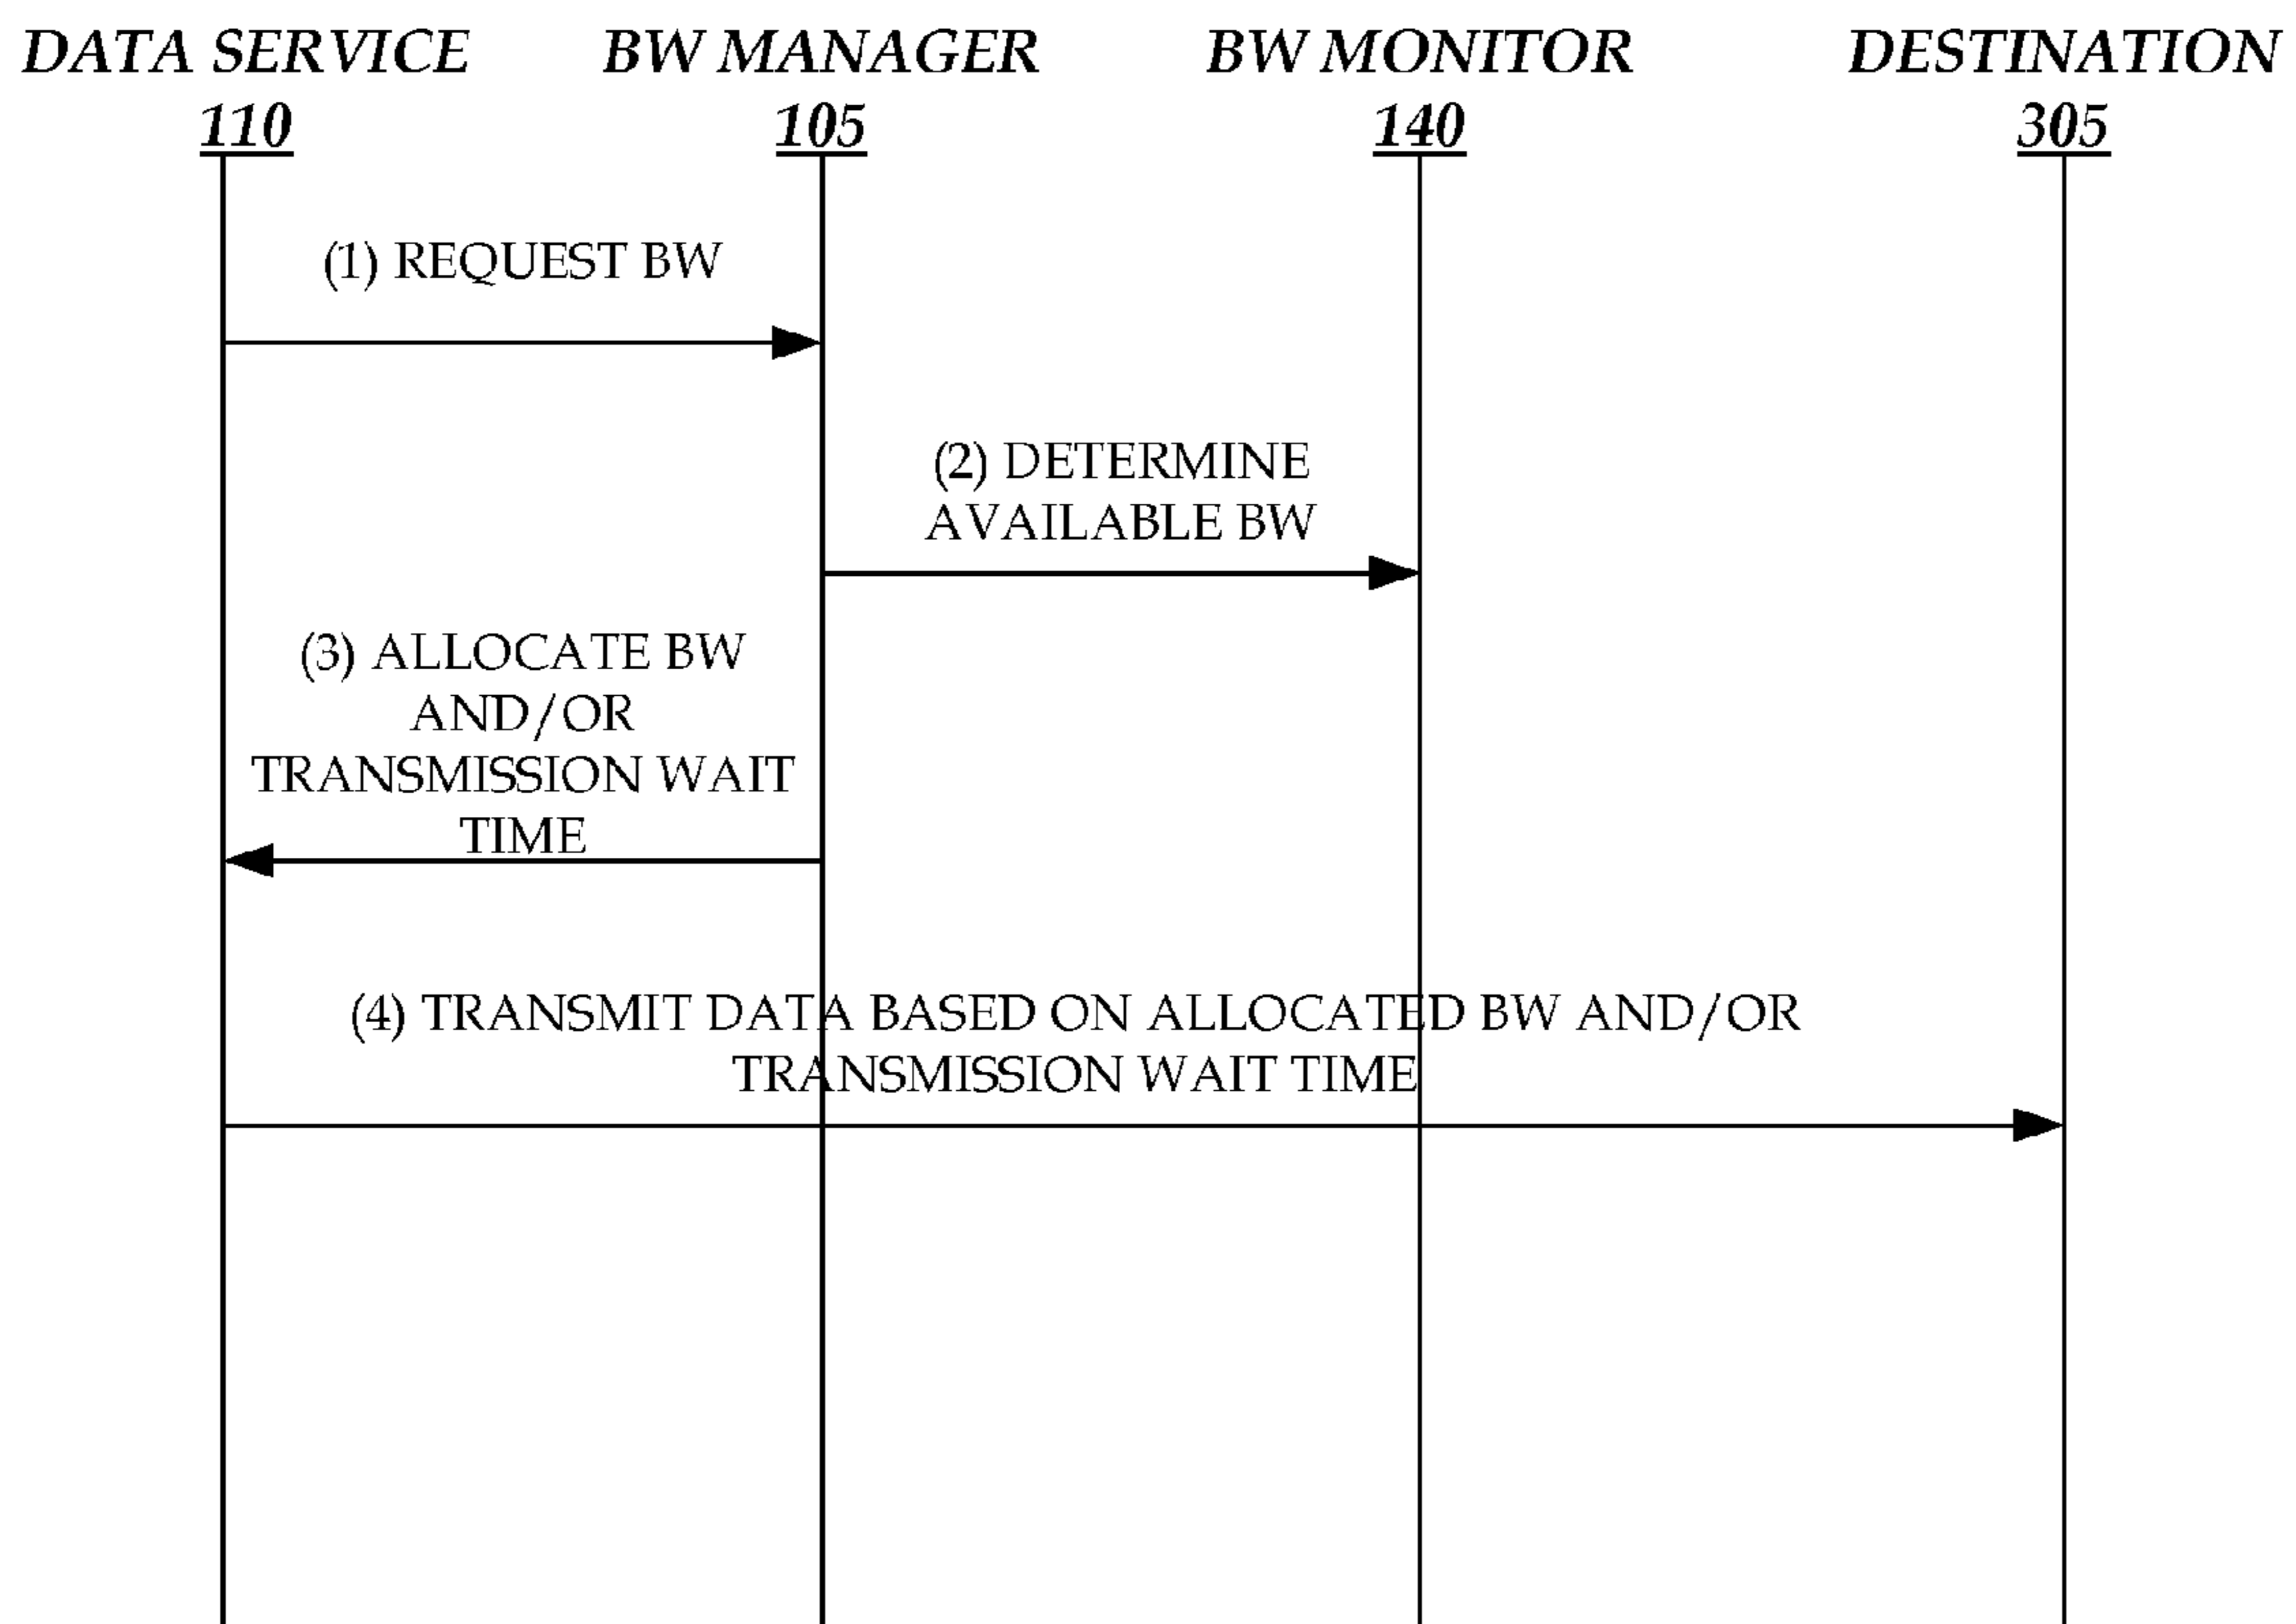 DATA SERVICE BW MANAGER BW MONITOR DESTINATION
110 105 140 305
(1) REQUEST BW
(2) DETERMINE
AVAILABLE BW
(3) ALLOCATE BW
AND/OR
TRANSMISSION WAIT
TIME
(4) TRANSMIT DATA BASED ON ALLOCATED BW AND/OR
TRANSMISSION WAIT TIME